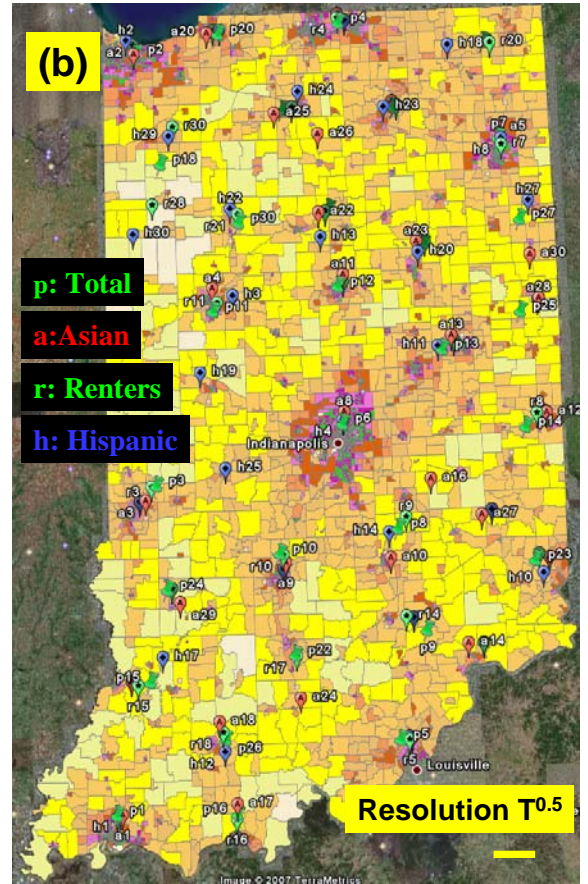 (b)
h2
a2 p2
a20 p20
r4 p4
h18 r20
h24
a25
h23
r30
h29
a26
p7 a5
h8 r7
p18
r28
h22
r21 p30
a22
h13
h27
p27
h30
a23
h20
a30
p: Total
a4
r11 h3
p11
a11
p12
a28
p25
a:Asian
a13
h11 p13
r: Renters
h19
h: Hispanic
a8
p6
h4
Indianapolis
r8
a12
p14
h25
a16
r3 p3
a3
r9
p8
h14
a27
p10
r10
a9
a10
p23
h10
p24
a29
r14
p9
a14
h17
p22
r17
p15
r15
a24
a18
r18 p26
h12
p5
r5
Louisville
p1
h1
a1
p16 a17
r16
Resolution T0.5
Image © 2007 TerraMetrics